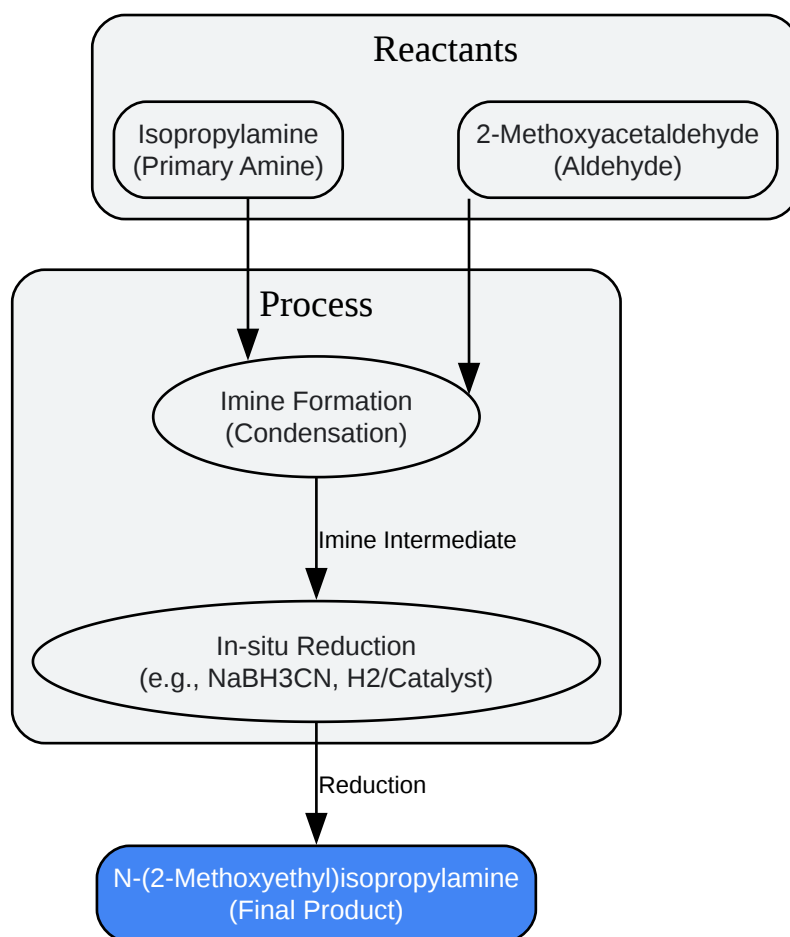 Reactants
Isopropylamine
(Primary Amine)
2-Methoxyacetaldehyde
(Aldehyde)
Process
Imine Formation
(Condensation)
Imine Intermediate
In-situ Reduction
(e.g., NaBH3CN, H2/Catalyst)
Reduction
N-(2-Methoxyethyl)isopropylamine
(Final Product)